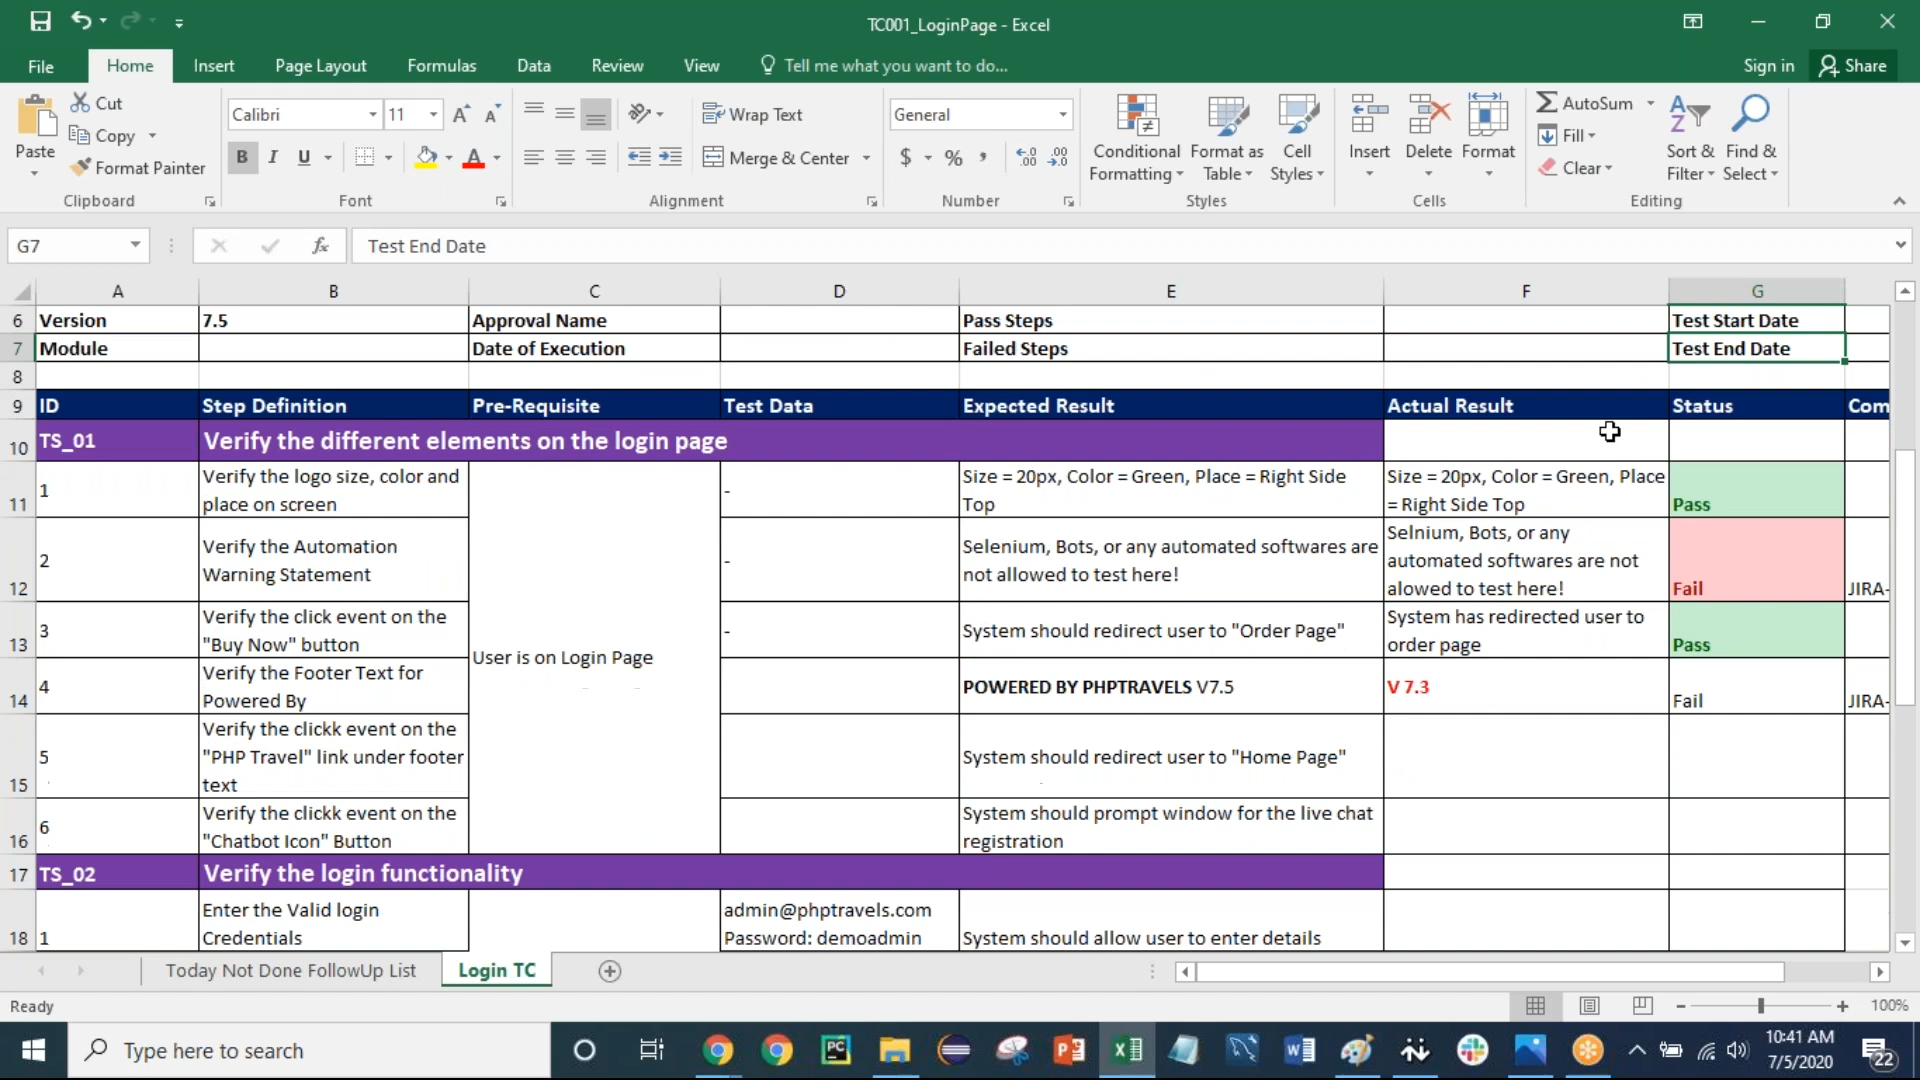 TC001_LoginPage - Excel
File Home Insert Page Layout Formulas Data Review View Tell me what you want to do... Sign in Share
Paste
Cut
Copy
Format Painter
Clipboard
Calibri 11
B I U
Font
Wrap Text
Merge & Center
Alignment
General
$ % ,
Number
Conditional Formatting
Format as Table
Cell Styles
Styles
Insert Delete Format
Cells
AutoSum
Fill
Clear
Sort & Filter
Find & Select
Editing
G7 fx Test End Date
A B C D E F G
6 Version 7.5 Approval Name Pass Steps Test Start Date
7 Module Date of Execution Failed Steps Test End Date
8
9 ID Step Definition Pre-Requisite Test Data Expected Result Actual Result Status Com
10 TS_01 Verify the different elements on the login page
11 1 Verify the logo size, color and place on screen - Size = 20px, Color = Green, Place = Right Side Top Size = 20px, Color = Green, Place = Right Side Top Pass
12 2 Verify the Automation Warning Statement - Selenium, Bots, or any automated softwares are not allowed to test here! Selnium, Bots, or any automated softwares are not alowed to test here! Fail JIRA-
13 3 Verify the click event on the "Buy Now" button - System should redirect user to "Order Page" System has redirected user to order page Pass
User is on Login Page
14 4 Verify the Footer Text for Powered By POWERED BY PHPTRAVELS V7.5 V 7.3 Fail JIRA-
15 5 Verify the clickk event on the "PHP Travel" link under footer text System should redirect user to "Home Page"
16 6 Verify the clickk event on the "Chatbot Icon" Button System should prompt window for the live chat registration
17 TS_02 Verify the login functionality
18 1 Enter the Valid login Credentials admin@phptravels.com Password: demoadmin System should allow user to enter details
Today Not Done FollowUp List Login TC
Ready 100%
Type here to search
10:41 AM
7/5/2020
22